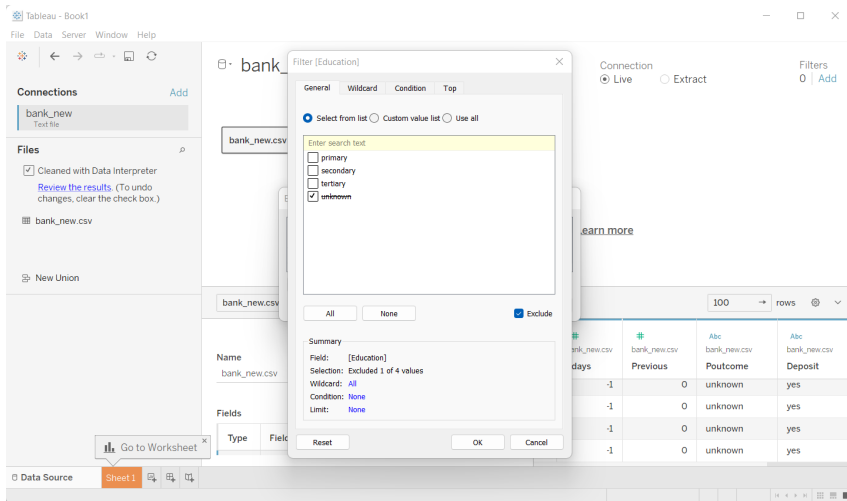 Tableau - Book1
File Data Server Window Help
Connections Add
bank_new
Text file
Files
Cleaned with Data Interpreter
Review the results. (To undo
changes, clear the check box.)
bank_new.csv
New Union
bank_
Connection
Live Extract
Filters
0 Add
bank_new.csv
Filter [Education]
General Wildcard Condition Top
Select from list Custom value list Use all
Enter search text
primary
secondary
tertiary
unknown
All None Exclude
Summary
Field: [Education]
Selection: Excluded 1 of 4 values
Wildcard: All
Condition: None
Limit: None
Reset OK Cancel
earn more
bank_new.csv
100 rows
Name
bank_new.csv
Fields
Type Field
# # Abc Abc
ank_new.csv bank_new.csv bank_new.csv bank_new.csv
days Previous Poutcome Deposit
-1 0 unknown yes
-1 0 unknown yes
-1 0 unknown yes
-1 0 unknown yes
Go to Worksheet
Data Source Sheet 1